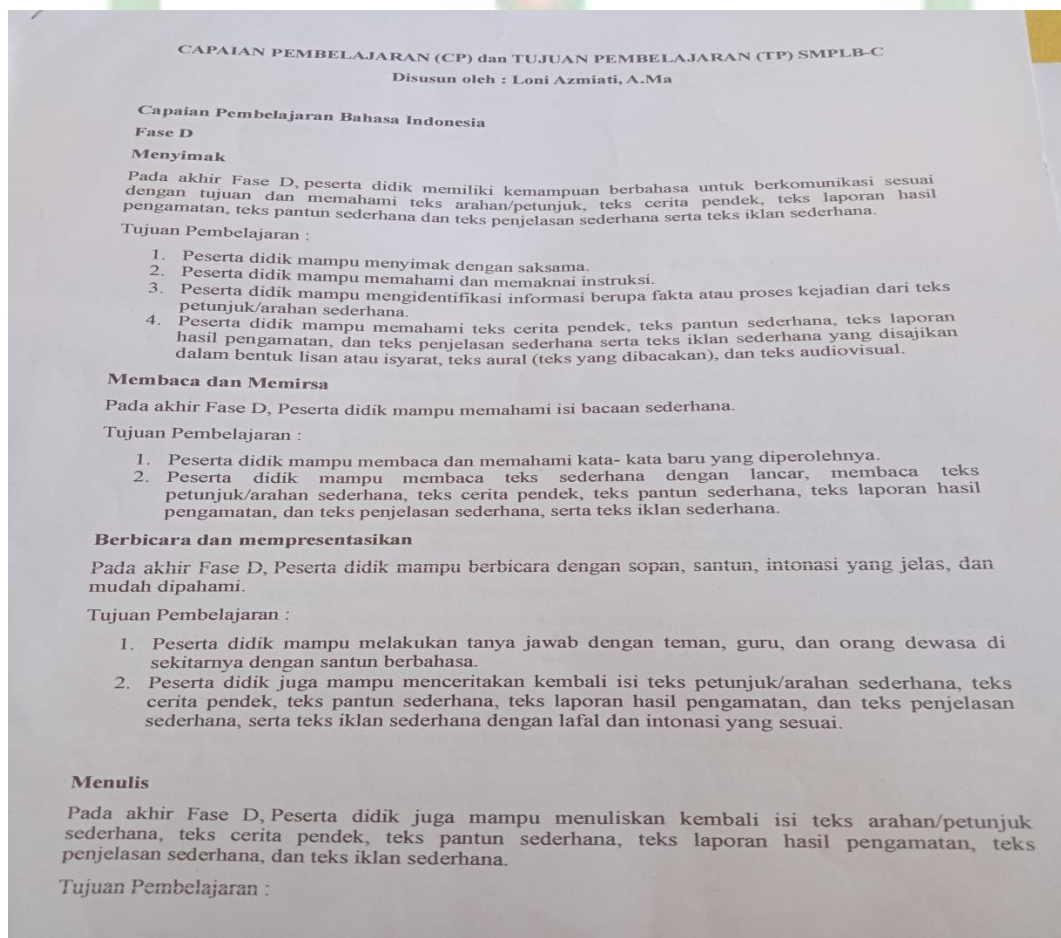 CAPAIAN PEMBELAJARAN (CP) dan TUJUAN PEMBELAJARAN (TP) SMPLB-C
Disusun oleh : Loni Azmiati, A.Ma
Capaian Pembelajaran Bahasa Indonesia
Fase D
Menyimak
Pada akhir Fase D, peserta didik memiliki kemampuan berbahasa untuk berkomunikasi sesuai
dengan tujuan dan memahami teks arahan/petunjuk, teks cerita pendek, teks laporan hasil
pengamatan, teks pantun sederhana dan teks penjelasan sederhana serta teks iklan sederhana.
Tujuan Pembelajaran :
1. Peserta didik mampu menyimak dengan saksama.
2. Peserta didik mampu memahami dan memaknai instruksi.
3. Peserta didik mampu mengidentifikasi informasi berupa fakta atau proses kejadian dari teks
petunjuk/arahan sederhana.
4. Peserta didik mampu memahami teks cerita pendek, teks pantun sederhana, teks laporan
hasil pengamatan, dan teks penjelasan sederhana serta teks iklan sederhana yang disajikan
dalam bentuk lisan atau isyarat, teks aural (teks yang dibacakan), dan teks audiovisual.
Membaca dan Memirsa
Pada akhir Fase D, Peserta didik mampu memahami isi bacaan sederhana.
Tujuan Pembelajaran :
1. Peserta didik mampu membaca dan memahami kata- kata baru yang diperolehnya.
2. Peserta didik mampu membaca teks sederhana dengan lancar, membaca teks
petunjuk/arahan sederhana, teks cerita pendek, teks pantun sederhana, teks laporan hasil
pengamatan, dan teks penjelasan sederhana, serta teks iklan sederhana.
Berbicara dan mempresentasikan
Pada akhir Fase D, Peserta didik mampu berbicara dengan sopan, santun, intonasi yang jelas, dan
mudah dipahami.
Tujuan Pembelajaran :
1. Peserta didik mampu melakukan tanya jawab dengan teman, guru, dan orang dewasa di
sekitarnya dengan santun berbahasa.
2. Peserta didik juga mampu menceritakan kembali isi teks petunjuk/arahan sederhana, teks
cerita pendek, teks pantun sederhana, teks laporan hasil pengamatan, dan teks penjelasan
sederhana, serta teks iklan sederhana dengan lafal dan intonasi yang sesuai.
Menulis
Pada akhir Fase D, Peserta didik juga mampu menuliskan kembali isi teks arahan/petunjuk
sederhana, teks cerita pendek, teks pantun sederhana, teks laporan hasil pengamatan, teks
penjelasan sederhana, dan teks iklan sederhana.
Tujuan Pembelajaran :